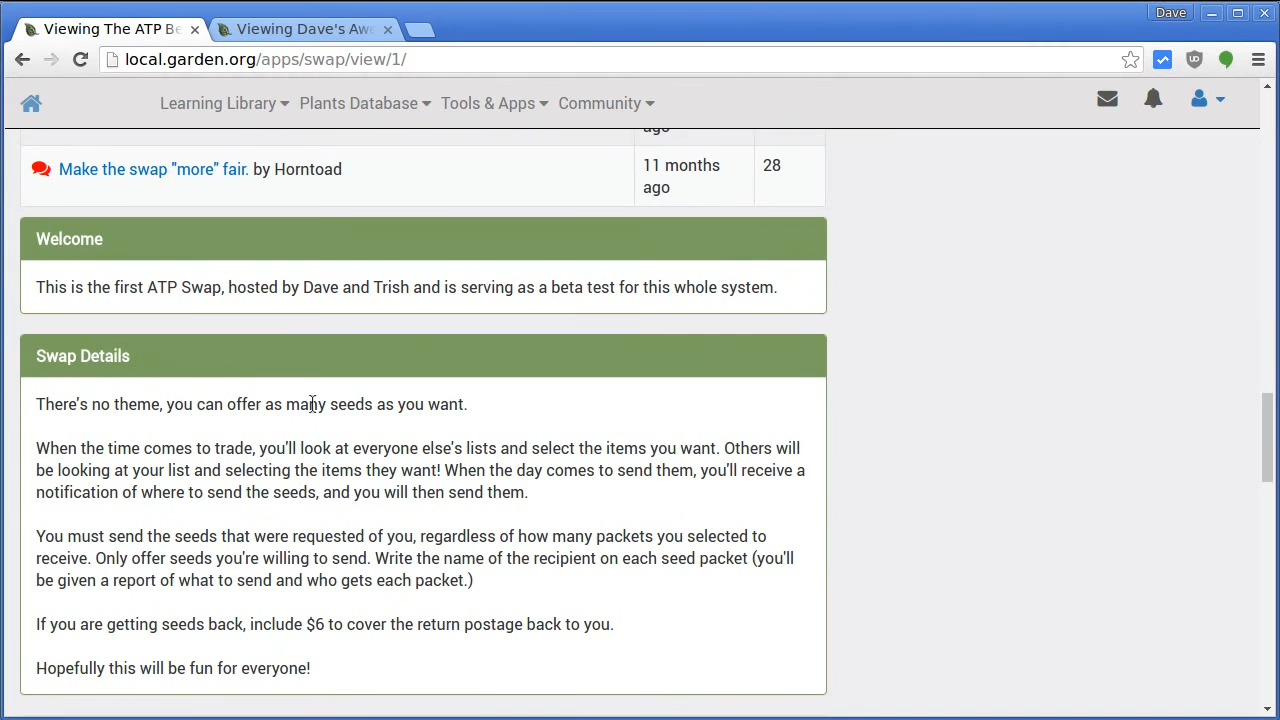 Dave
Viewing The ATP Be
Viewing Dave's Awe
local.garden.org/apps/swap/view/1/
Learning Library Plants Database Tools & Apps Community
ago
Make the swap "more" fair. by Horntoad
11 months
ago
28
Welcome
This is the first ATP Swap, hosted by Dave and Trish and is serving as a beta test for this whole system.
Swap Details
There's no theme, you can offer as many seeds as you want.
When the time comes to trade, you'll look at everyone else's lists and select the items you want. Others will
be looking at your list and selecting the items they want! When the day comes to send them, you'll receive a
notification of where to send the seeds, and you will then send them.
You must send the seeds that were requested of you, regardless of how many packets you selected to
receive. Only offer seeds you're willing to send. Write the name of the recipient on each seed packet (you'll
be given a report of what to send and who gets each packet.)
If you are getting seeds back, include $6 to cover the return postage back to you.
Hopefully this will be fun for everyone!